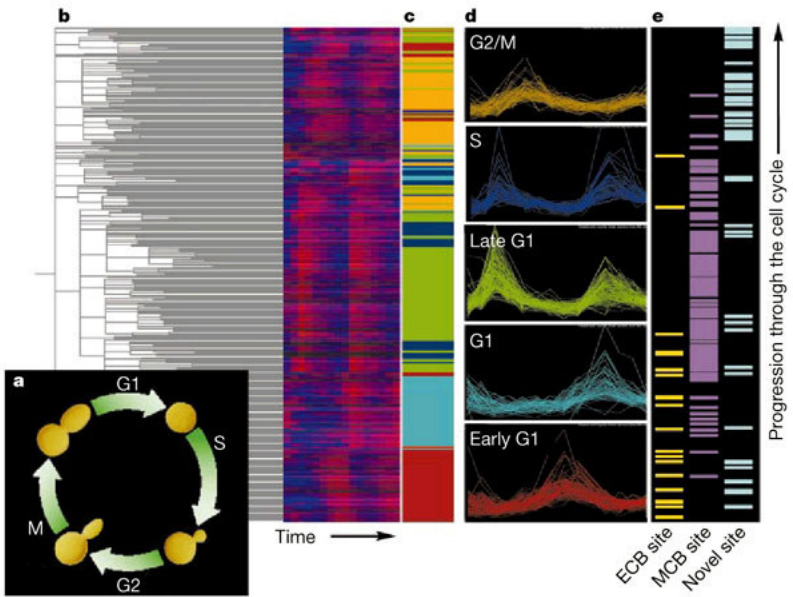 b
c
d
e
G2/M
S
Late G1
G1
Early G1
Progression through the cell cycle
a
G1
S
M
G2
Time
ECB site
MCB site
Novel site